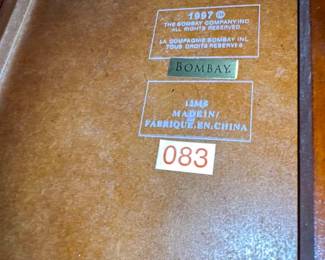 1997 ©
THE BOMBAY COMPANY INC.
ALL RIGHTS RESERVED
LA COMPAGNIE BOMBAY INC.
TOUS DROITS RESERVES
BOMBAY
MADE IN/
FABRIQUE EN CHINA
083